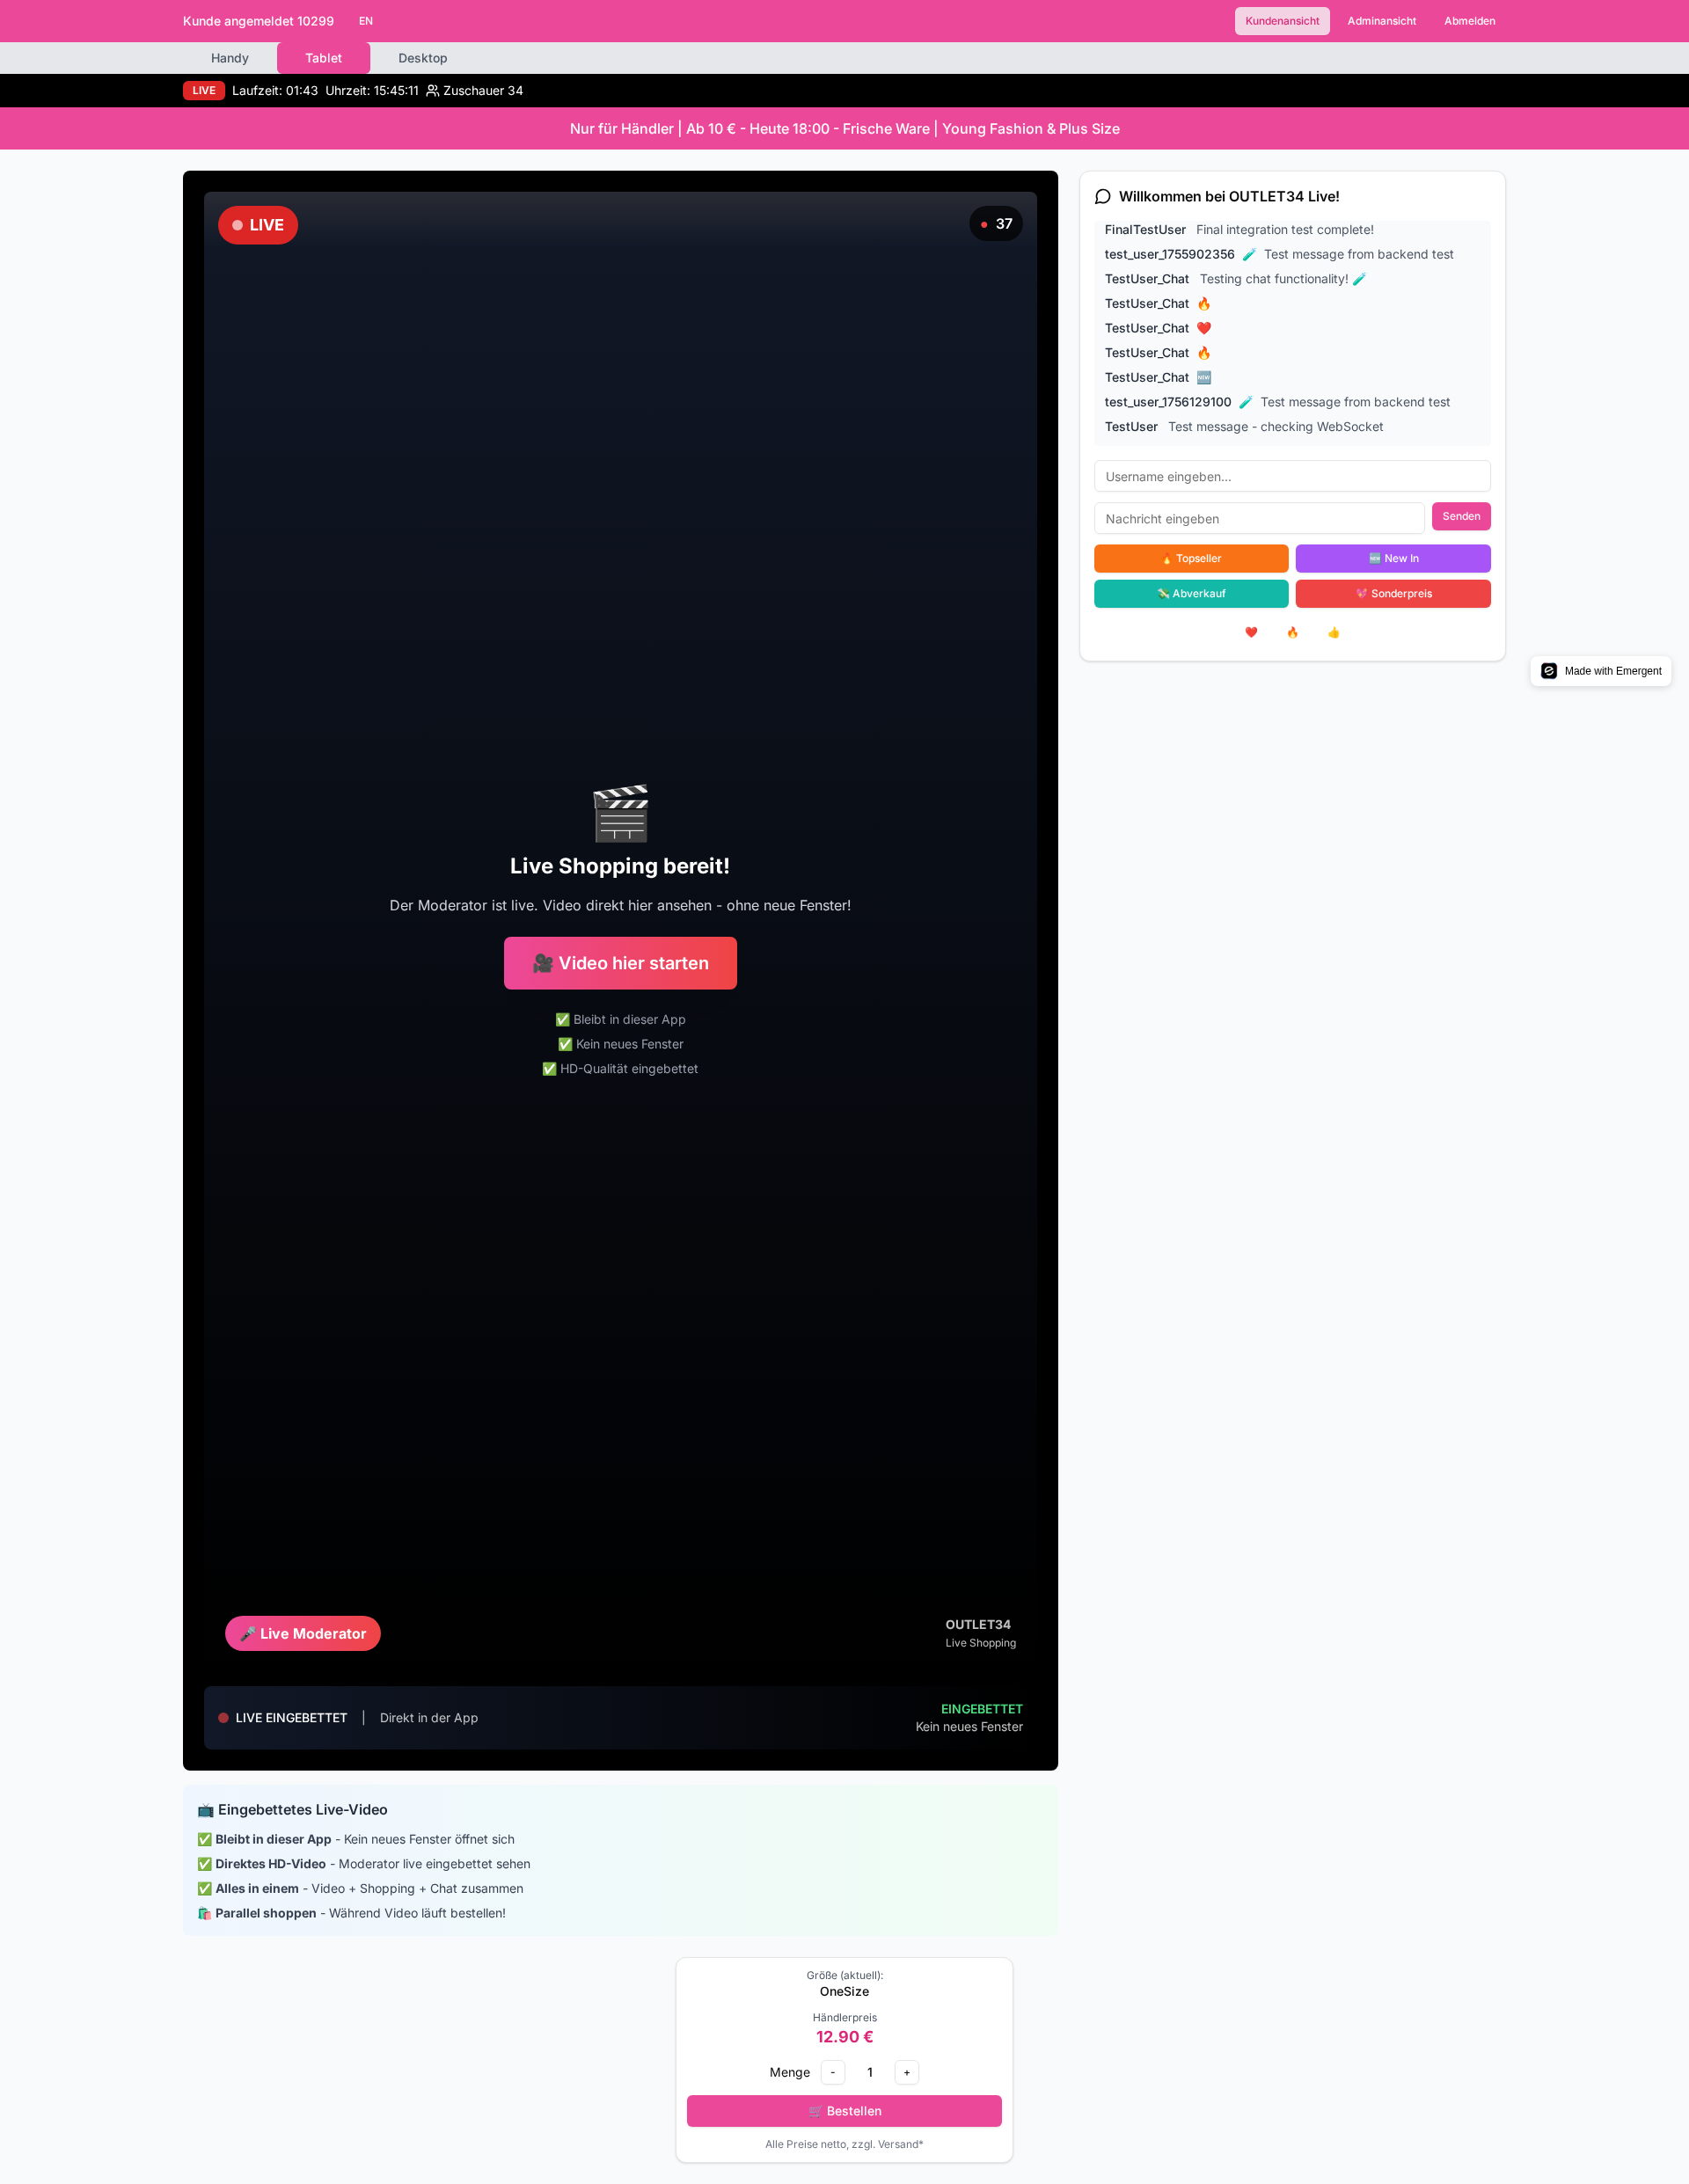 Kunde angemeldet 10299 EN Kundenansicht Adminansicht Abmelden
Handy Tablet Desktop
LIVE Laufzeit: 01:43 Uhrzeit: 15:45:11 Zuschauer 34
Nur für Händler | Ab 10 € - Heute 18:00 - Frische Ware | Young Fashion & Plus Size
LIVE
37
🎬
Live Shopping bereit!
Der Moderator ist live. Video direkt hier ansehen - ohne neue Fenster!
🎥 Video hier starten
✅ Bleibt in dieser App
✅ Kein neues Fenster
✅ HD-Qualität eingebettet
🎤 Live Moderator
OUTLET34
Live Shopping
LIVE EINGEBETTET | Direkt in der App
EINGEBETTET
Kein neues Fenster
Willkommen bei OUTLET34 Live!
FinalTestUser Final integration test complete!
test_user_1755902356 🧪 Test message from backend test
TestUser_Chat Testing chat functionality! 🧪
TestUser_Chat 🔥
TestUser_Chat ❤️
TestUser_Chat 🔥
TestUser_Chat 🆕
test_user_1756129100 🧪 Test message from backend test
TestUser Test message - checking WebSocket
Username eingeben...
Nachricht eingeben Senden
🔥 Topseller 🆕 New In
💸 Abverkauf 💖 Sonderpreis
❤️ 🔥 👍
Made with Emergent
📺 Eingebettetes Live-Video
✅ Bleibt in dieser App - Kein neues Fenster öffnet sich
✅ Direktes HD-Video - Moderator live eingebettet sehen
✅ Alles in einem - Video + Shopping + Chat zusammen
🛍️ Parallel shoppen - Während Video läuft bestellen!
Größe (aktuell):
OneSize
Händlerpreis
12.90 €
Menge - 1 +
🛒 Bestellen
Alle Preise netto, zzgl. Versand*